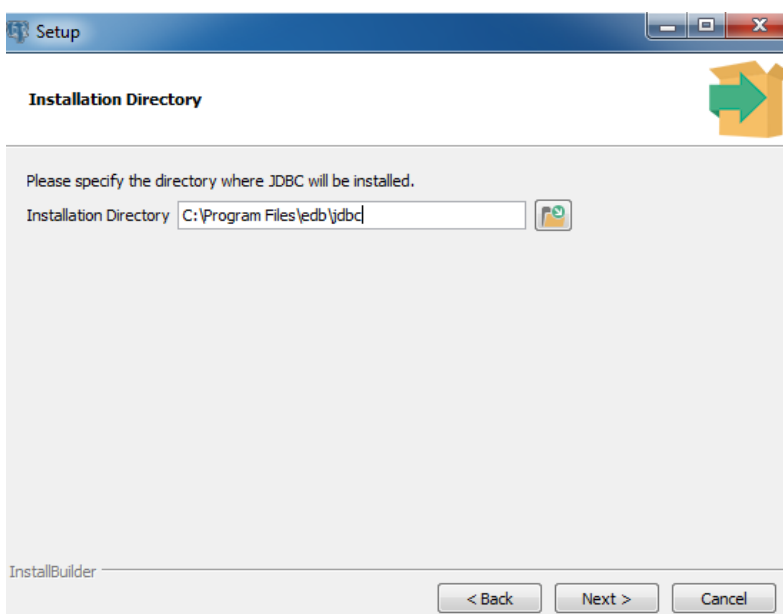 Setup
Installation Directory
Please specify the directory where JDBC will be installed.
Installation Directory C:\Program Files\edb\jdbc
InstallBuilder
< Back Next > Cancel